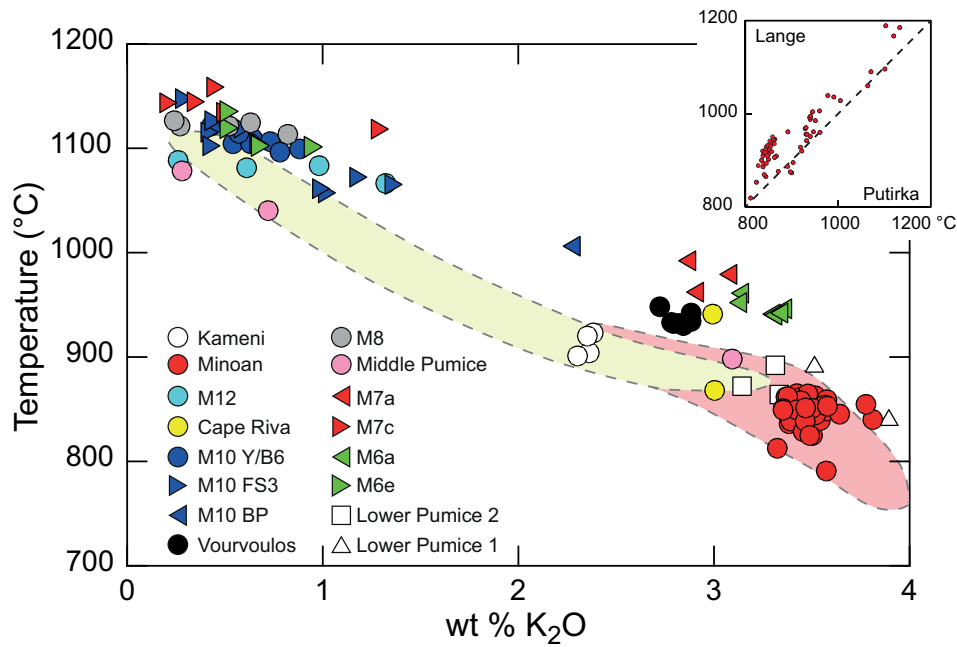 1200
1100
1000
900
800
700
Temperature (°C)
0
1
2
3
4
wt % K₂O
Kameni
Minoan
M12
Cape Riva
M10 Y/B6
M10 FS3
M10 BP
Vourvoulos
M8
Middle Pumice
M7a
M7c
M6a
M6e
Lower Pumice 2
Lower Pumice 1
1200
Lange
1000
Putirka
800
800
1000
1200 °C